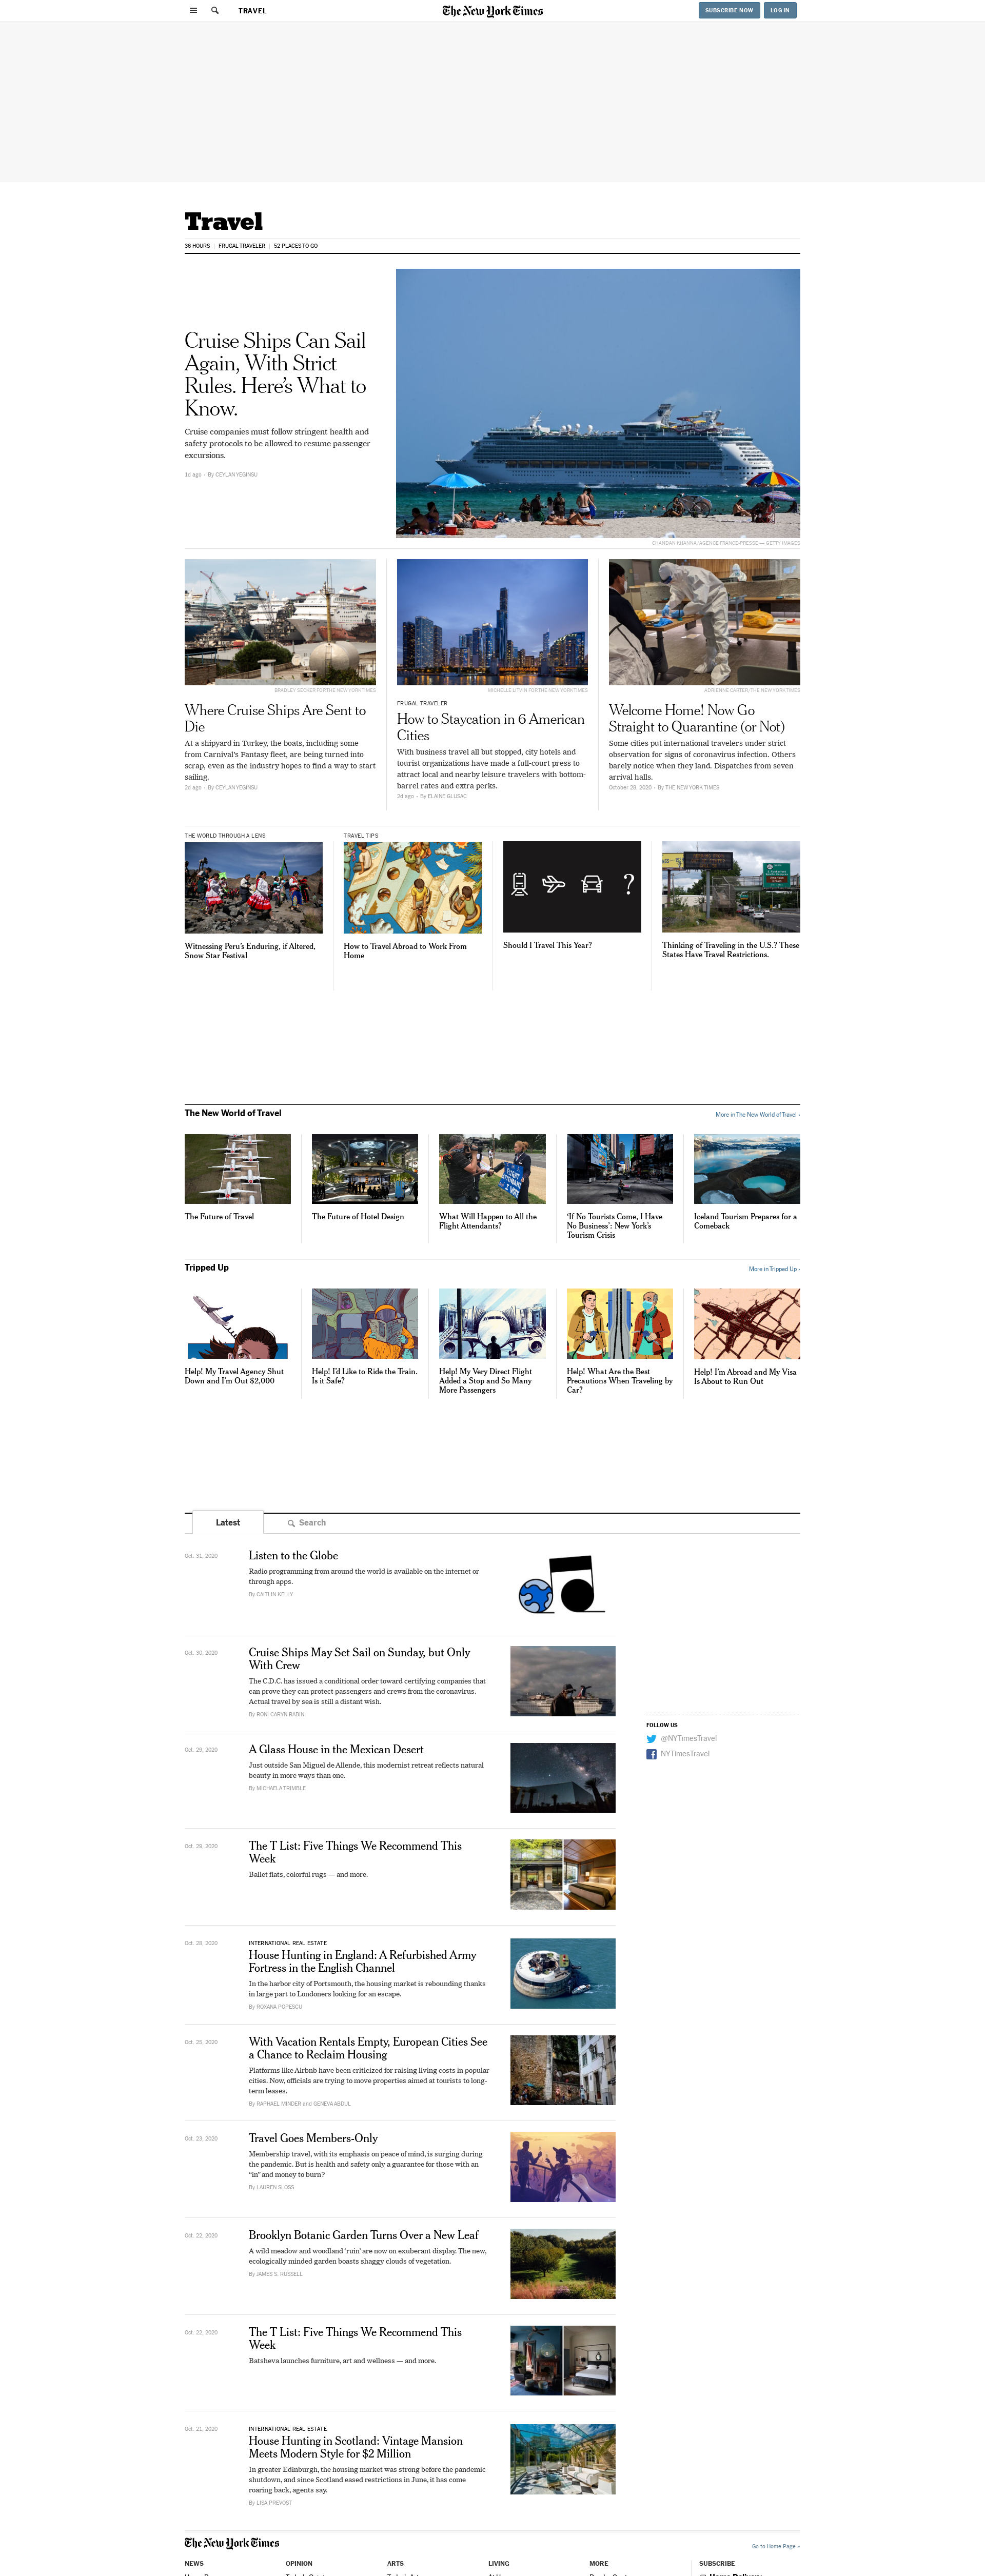 TRAVEL
The New York Times
SUBSCRIBE NOW
LOG IN
Travel
36 HOURS
FRUGAL TRAVELER
52 PLACES TO GO
Cruise Ships Can Sail
Again, With Strict
Rules. Here’s What to
Know.
Cruise companies must follow stringent health and
safety protocols to be allowed to resume passenger
excursions.
1d ago · By CEYLAN YEGINSU
CHANDAN KHANNA/AGENCE FRANCE-PRESSE — GETTY IMAGES
BRADLEY SECKER FOR THE NEW YORK TIMES
Where Cruise Ships Are Sent to
Die
At a shipyard in Turkey, the boats, including some
from Carnival’s Fantasy fleet, are being turned into
scrap, even as the industry hopes to find a way to start
sailing.
2d ago · By CEYLAN YEGINSU
MICHELLE LITVIN FOR THE NEW YORK TIMES
FRUGAL TRAVELER
How to Staycation in 6 American
Cities
With business travel all but stopped, city hotels and
tourist organizations have made a full-court press to
attract local and nearby leisure travelers with bottom-
barrel rates and extra perks.
2d ago · By ELAINE GLUSAC
ADRIENNE CARTER/THE NEW YORK TIMES
Welcome Home! Now Go
Straight to Quarantine (or Not)
Some cities put international travelers under strict
observation for signs of coronavirus infection. Others
barely notice when they land. Dispatches from seven
arrival halls.
October 26, 2020 · By THE NEW YORK TIMES
THE WORLD THROUGH A LENS
Witnessing Peru’s Enduring, if Altered,
Snow Star Festival
TRAVEL TIPS
How to Travel Abroad to Work From
Home
?
Should I Travel This Year?
Thinking of Traveling in the U.S.? These
States Have Travel Restrictions.
The New World of Travel
More in The New World of Travel ›
The Future of Travel
The Future of Hotel Design
What Will Happen to All the
Flight Attendants?
‘If No Tourists Come, I Have
No Business’: New York’s
Tourism Crisis
Iceland Tourism Prepares for a
Comeback
Tripped Up
More in Tripped Up ›
Help! My Travel Agency Shut
Down and I’m Out $2,000
Help! I’d Like to Ride the Train.
Is it Safe?
Help! My Very Direct Flight
Added a Stop and So Many
More Passengers
Help! What Are the Best
Precautions When Traveling by
Car?
Help! I’m Abroad and My Visa
Is About to Run Out
Latest
Search
Oct. 31, 2020
Listen to the Globe
Radio programming from around the world is available on the internet or
through apps.
By CAITLIN KELLY
Oct. 30, 2020
Cruise Ships May Set Sail on Sunday, but Only
With Crew
The C.D.C. has issued a conditional order toward certifying companies that
can prove they can protect passengers and crews from the coronavirus.
Actual travel by sea is still a distant wish.
By RONI CARYN RABIN
FOLLOW US
@NYTimesTravel
NYTimesTravel
Oct. 29, 2020
A Glass House in the Mexican Desert
Just outside San Miguel de Allende, this modernist retreat reflects natural
beauty in more ways than one.
By MICHAELA TRIMBLE
Oct. 29, 2020
The T List: Five Things We Recommend This
Week
Ballet flats, colorful rugs — and more.
Oct. 28, 2020
INTERNATIONAL REAL ESTATE
House Hunting in England: A Refurbished Army
Fortress in the English Channel
In the harbor city of Portsmouth, the housing market is rebounding thanks
in large part to Londoners looking for an escape.
By ROXANA POPESCU
Oct. 25, 2020
With Vacation Rentals Empty, European Cities See
a Chance to Reclaim Housing
Platforms like Airbnb have been criticized for raising living costs in popular
cities. Now, officials are trying to move properties aimed at tourists to long-
term leases.
By RAPHAEL MINDER and GENEVA ABDUL
Oct. 23, 2020
Travel Goes Members-Only
Membership travel, with its emphasis on peace of mind, is surging during
the pandemic. But is health and safety only a guarantee for those with an
“in” and money to burn?
By LAUREN SLOSS
Oct. 22, 2020
Brooklyn Botanic Garden Turns Over a New Leaf
A wild meadow and woodland ‘ruin’ are now on exuberant display. The new,
ecologically minded garden boasts shaggy clouds of vegetation.
By JAMES S. RUSSELL
Oct. 22, 2020
The T List: Five Things We Recommend This
Week
Batsheva launches furniture, art and wellness — and more.
Oct. 21, 2020
INTERNATIONAL REAL ESTATE
House Hunting in Scotland: Vintage Mansion
Meets Modern Style for $2 Million
In greater Edinburgh, the housing market was strong before the pandemic
shutdown, and since Scotland eased restrictions in June, it has come
roaring back, agents say.
By LISA PREVOST
The New York Times
Go to Home Page »
NEWS
OPINION
ARTS
LIVING
MORE
SUBSCRIBE